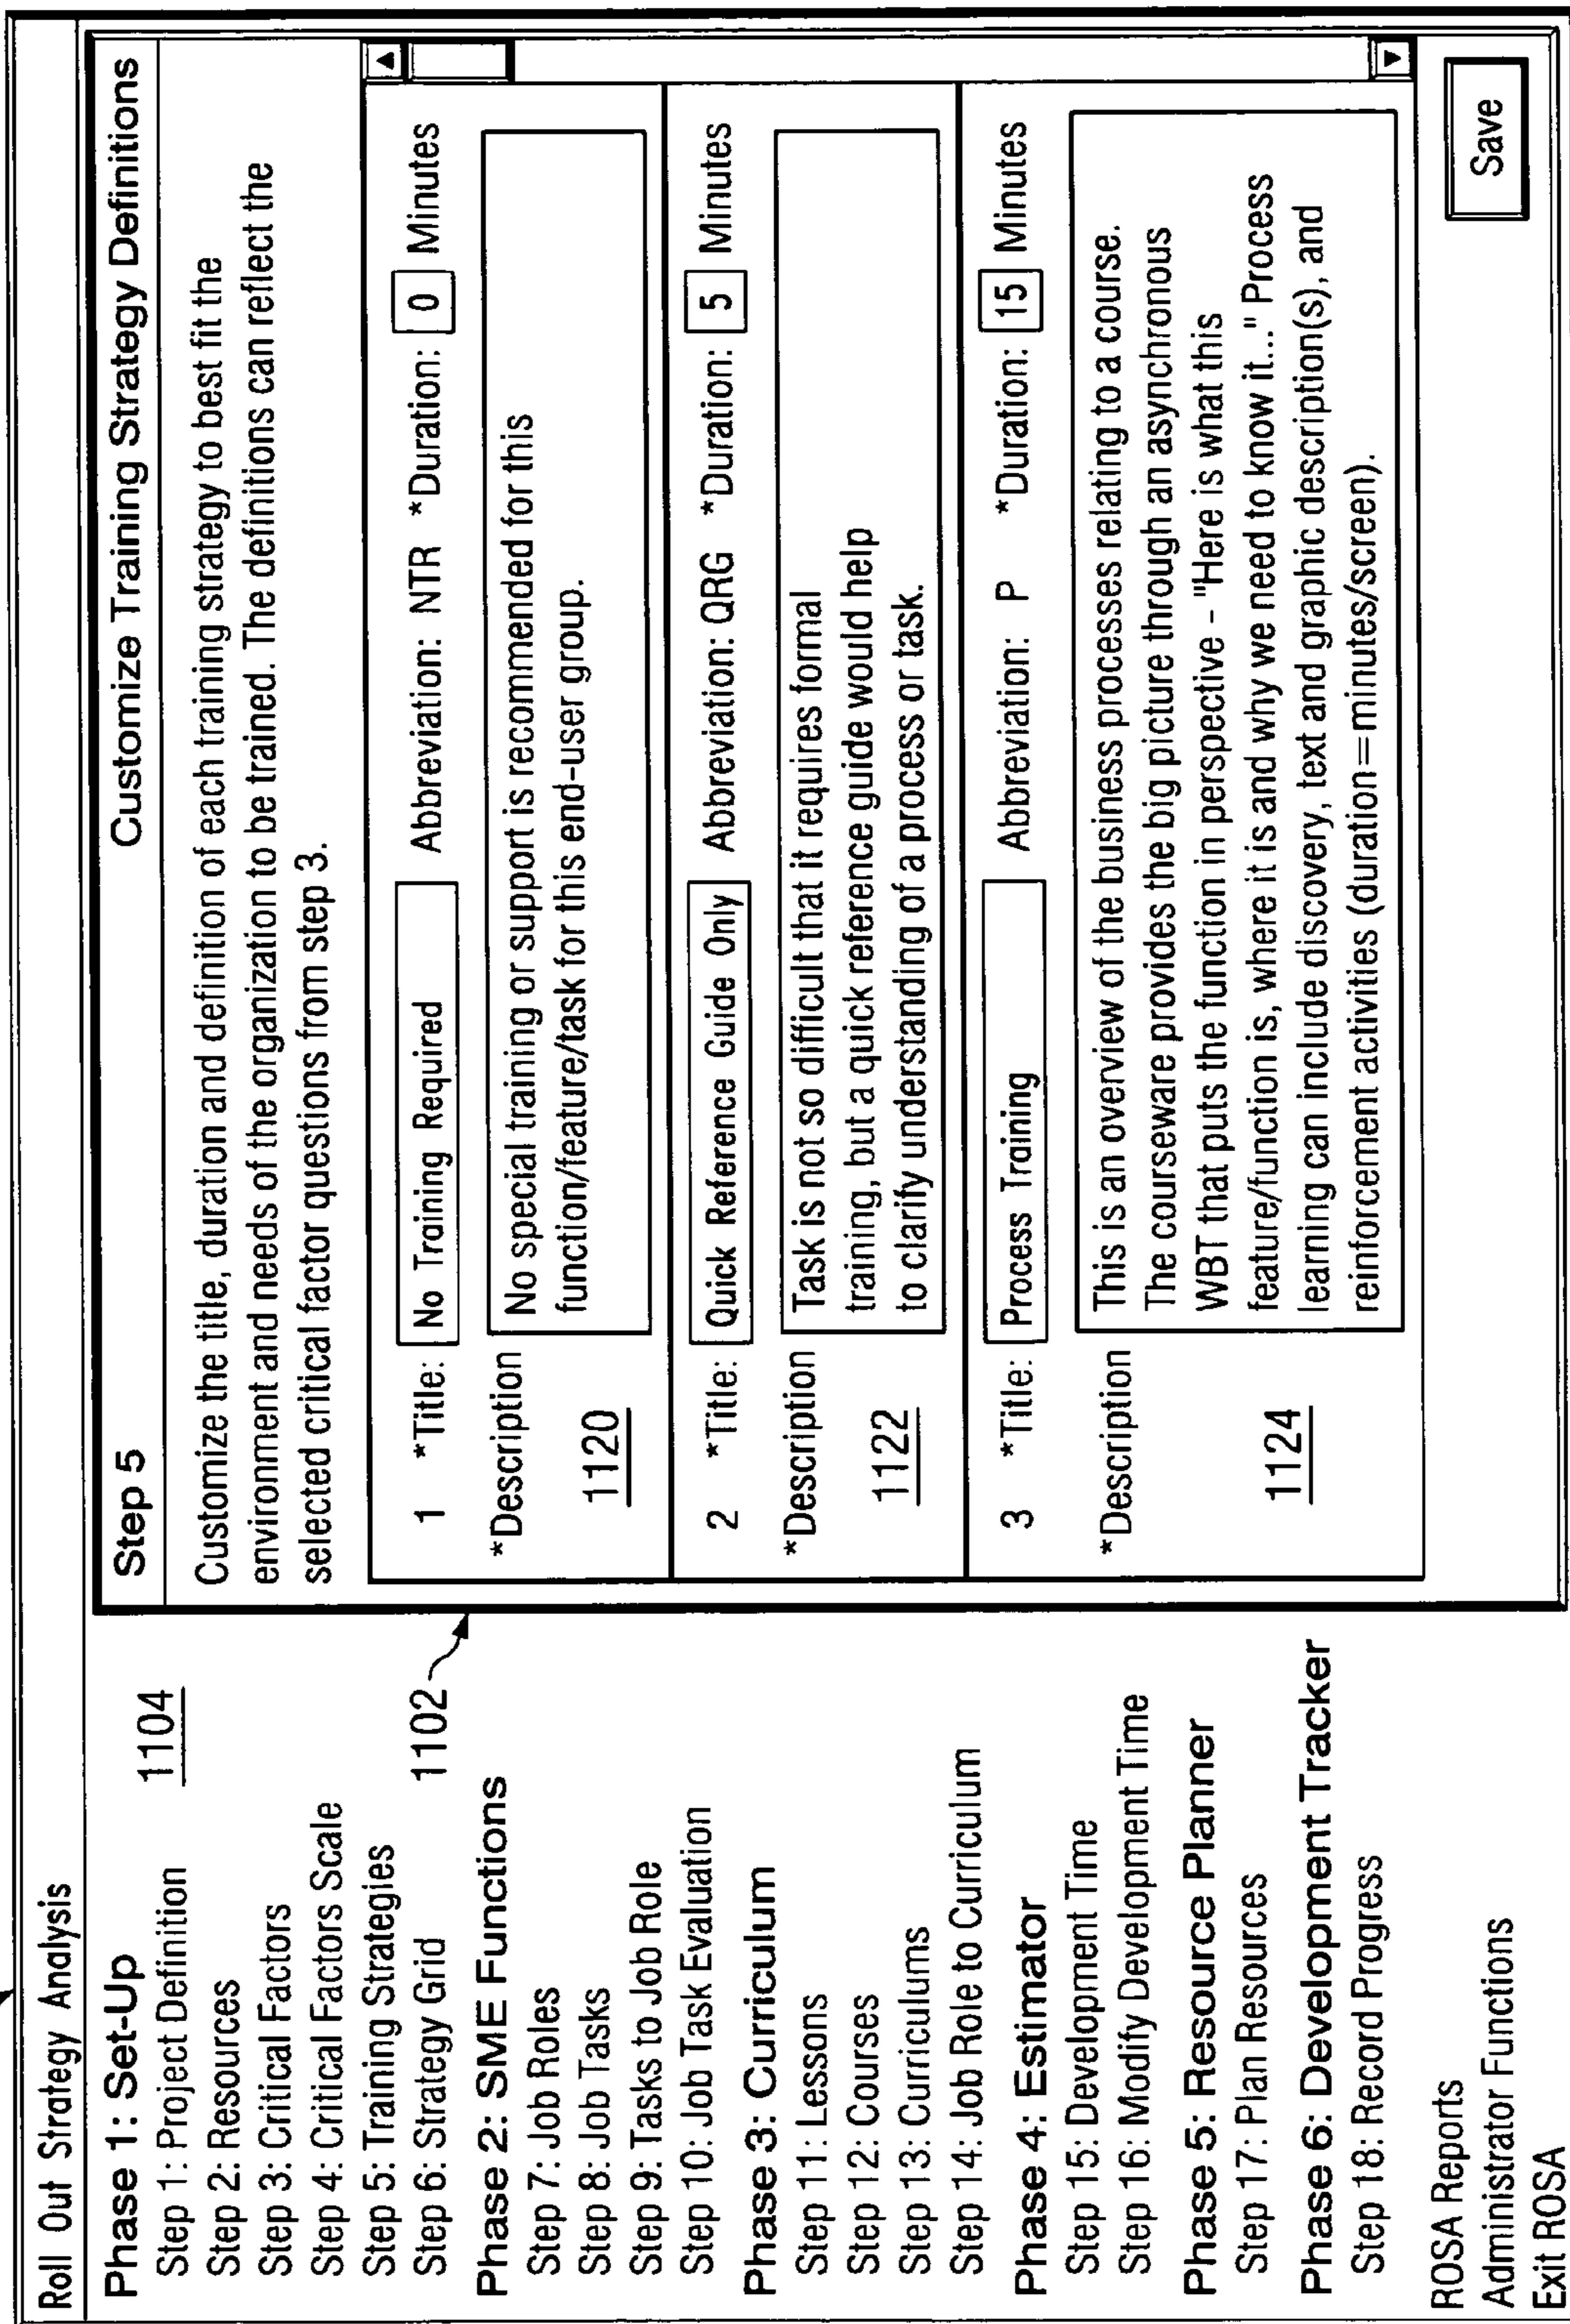 Roll Out Strategy Analysis
Phase 1: Set-Up
1104
Step 1: Project Definition
Step 2: Resources
Step 3: Critical Factors
Step 4: Critical Factors Scale
Step 5: Training Strategies
Step 6: Strategy Grid
1102
Phase 2: SME Functions
Step 7: Job Roles
Step 8: Job Tasks
Step 9: Tasks to Job Role
Step 10: Job Task Evaluation
Phase 3: Curriculum
Step 11: Lessons
Step 12: Courses
Step 13: Curriculums
Step 14: Job Role to Curriculum
Phase 4: Estimator
Step 15: Development Time
Step 16: Modify Development Time
Phase 5: Resource Planner
Step 17: Plan Resources
Phase 6: Development Tracker
Step 18: Record Progress
ROSA Reports
Administrator Functions
Exit ROSA
Step 5 Customize Training Strategy Definitions
Customize the title, duration and definition of each training strategy to best fit the
environment and needs of the organization to be trained. The definitions can reflect the
selected critical factor questions from step 3.
1 *Title: No Training Required Abbreviation: NTR *Duration: 0 Minutes
*Description
No special training or support is recommended for this
function/feature/task for this end-user group.
1120
2 *Title: Quick Reference Guide Only Abbreviation: QRG *Duration: 5 Minutes
*Description
Task is not so difficult that it requires formal
training, but a quick reference guide would help
to clarify understanding of a process or task.
1122
3 *Title: Process Training Abbreviation: P *Duration: 15 Minutes
*Description
This is an overview of the business processes relating to a course.
The courseware provides the big picture through an asynchronous
WBT that puts the function in perspective - "Here is what this
feature/function is, where it is and why we need to know it..." Process
learning can include discovery, text and graphic description(s), and
reinforcement activities (duration=minutes/screen).
1124
Save